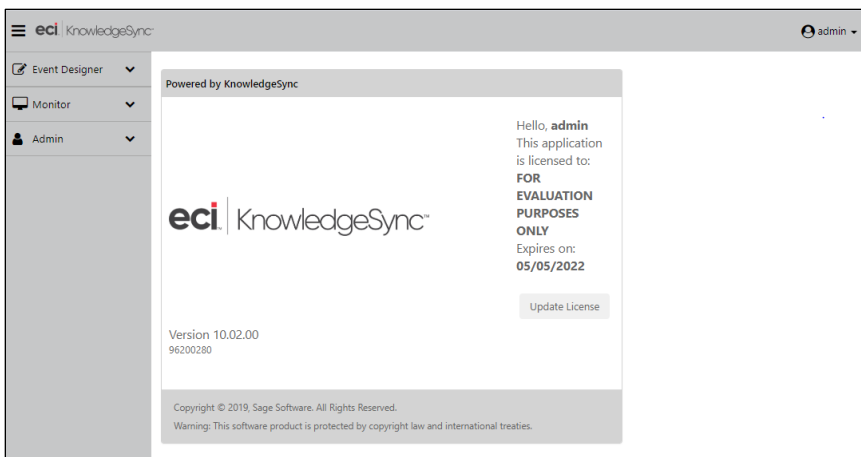 eci KnowledgeSync™
admin
Event Designer
Monitor
Admin
Powered by KnowledgeSync
Hello, admin
This application
is licensed to:
FOR
EVALUATION
PURPOSES
ONLY
Expires on:
05/05/2022
eci KnowledgeSync™
Update License
Version 10.02.00
96200280
Copyright © 2019, Sage Software. All Rights Reserved.
Warning: This software product is protected by copyright law and international treaties.